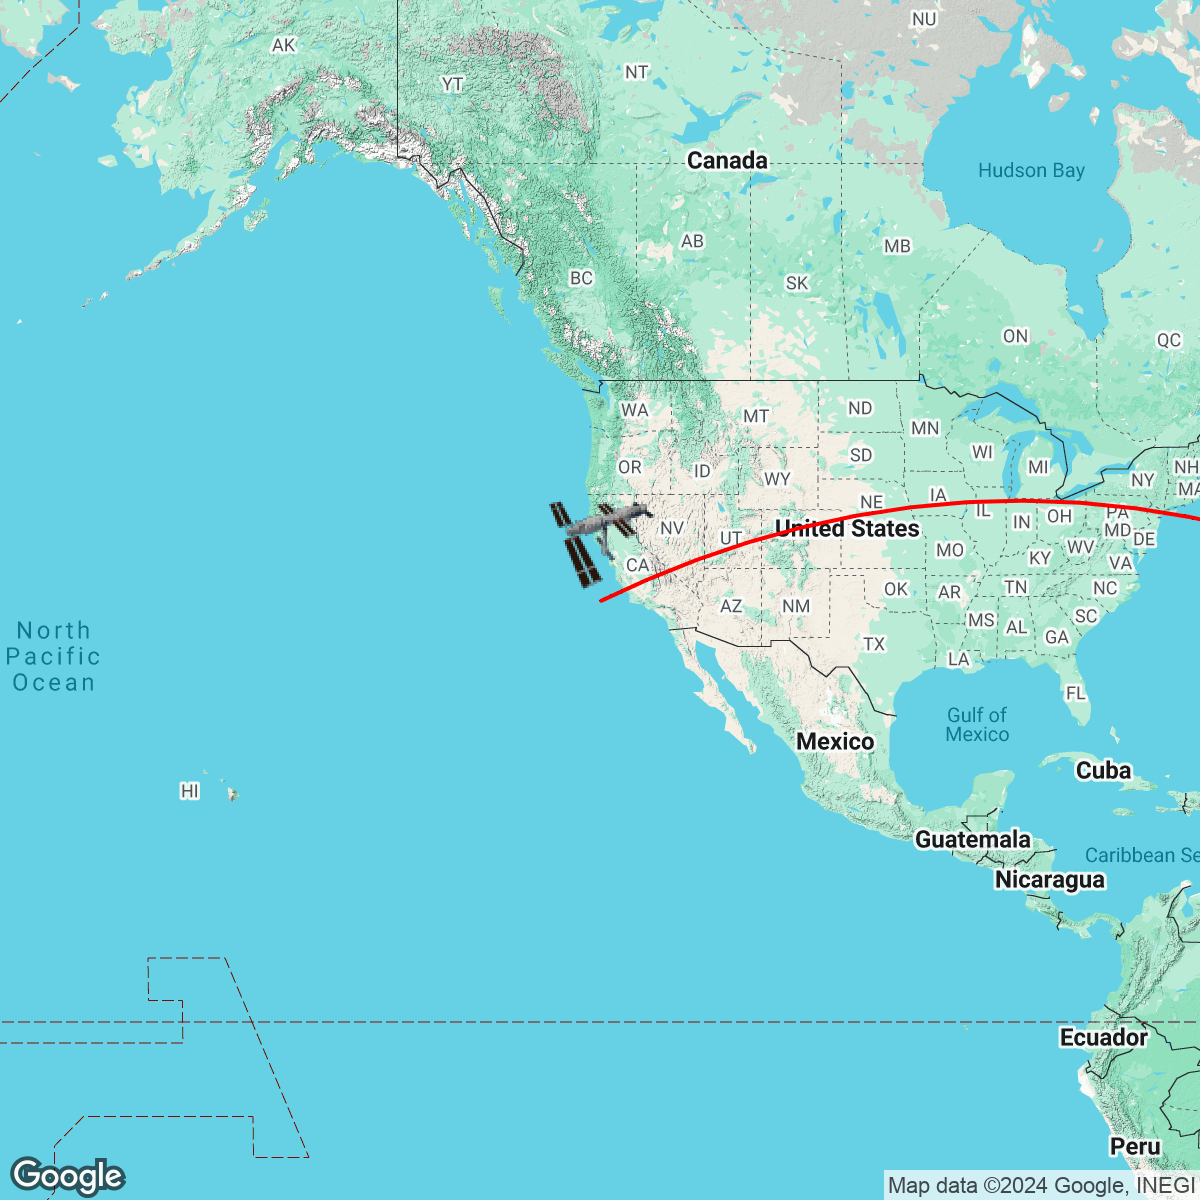 NU
AK
NT
YT
Canada
Hudson Bay
AB
MB
BC
SK
ON
QC
WA
ND
MT
MN
WI
SD
OR
ID
MI
NH
WY
NY
MA
IA
NE
IL
PA
OH
IN
NV
United States
MD
UT
DE
WV
MO
KY
CA
VA
TN
NC
OK
AR
AZ
NM
SC
MS
AL
North
Pacific
Ocean
GA
TX
LA
FL
Gulf of
Mexico
Mexico
Cuba
HI
Guatemala
Caribbean Se
Nicaragua
Ecuador
Peru
Google
Map data ©2024 Google, INEGI